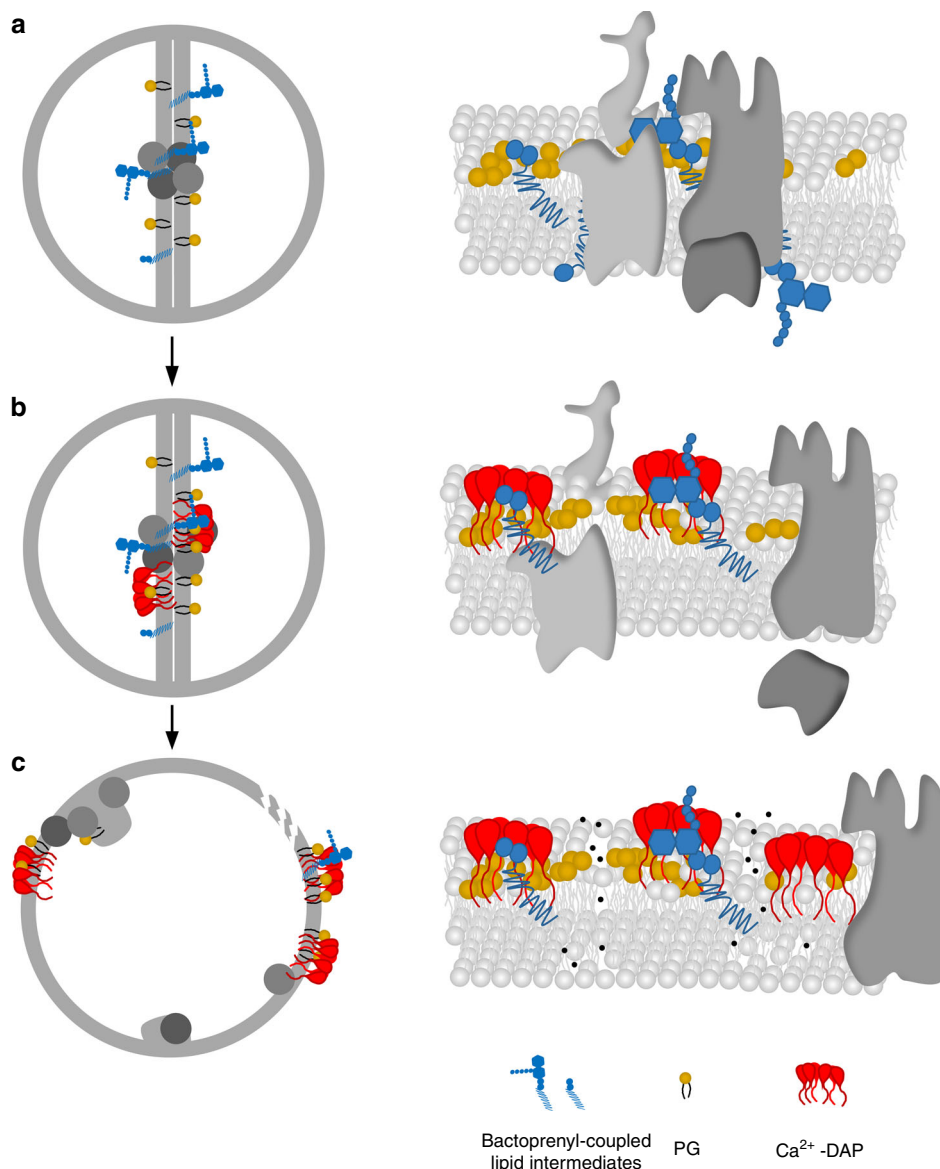 a
b
c
Bactoprenyl-coupled
lipid intermediates
PG
Ca²⁺ -DAP